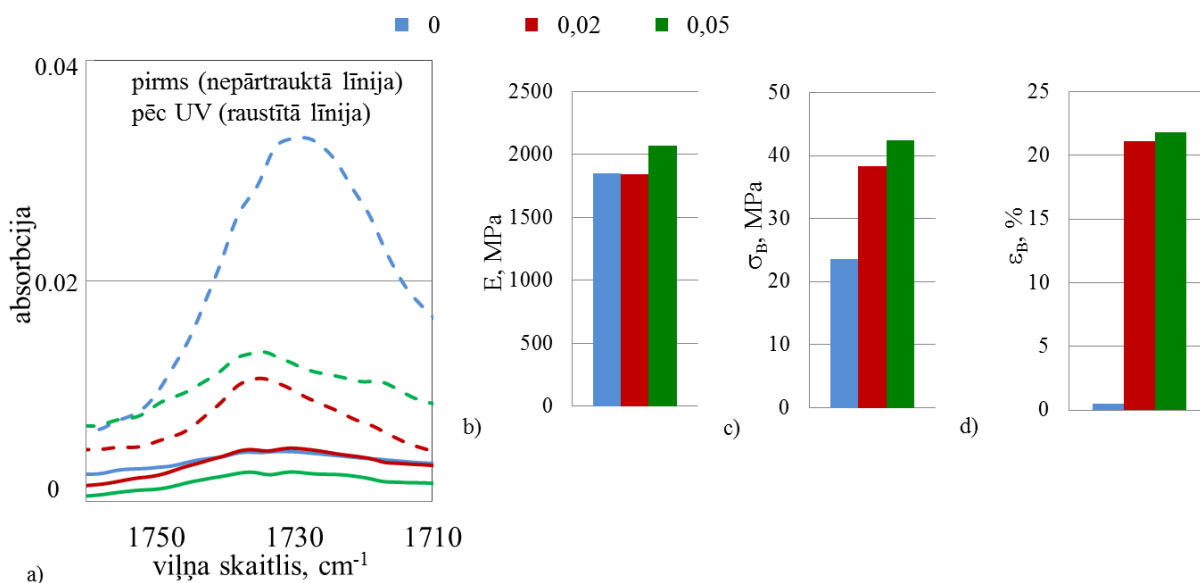 0 0,02 0,05
0.04
0.02
0
absorbcija
pirms (nepārtrauktā līnija)
pēc UV (raustītā līnija)
1750 1730 1710
viļņa skaitlis, cm-1
a)
2500
2000
1500
1000
500
0
E, MPa
b)
50
40
30
20
10
0
σB, MPa
c)
25
20
15
10
5
0
εB, %
d)